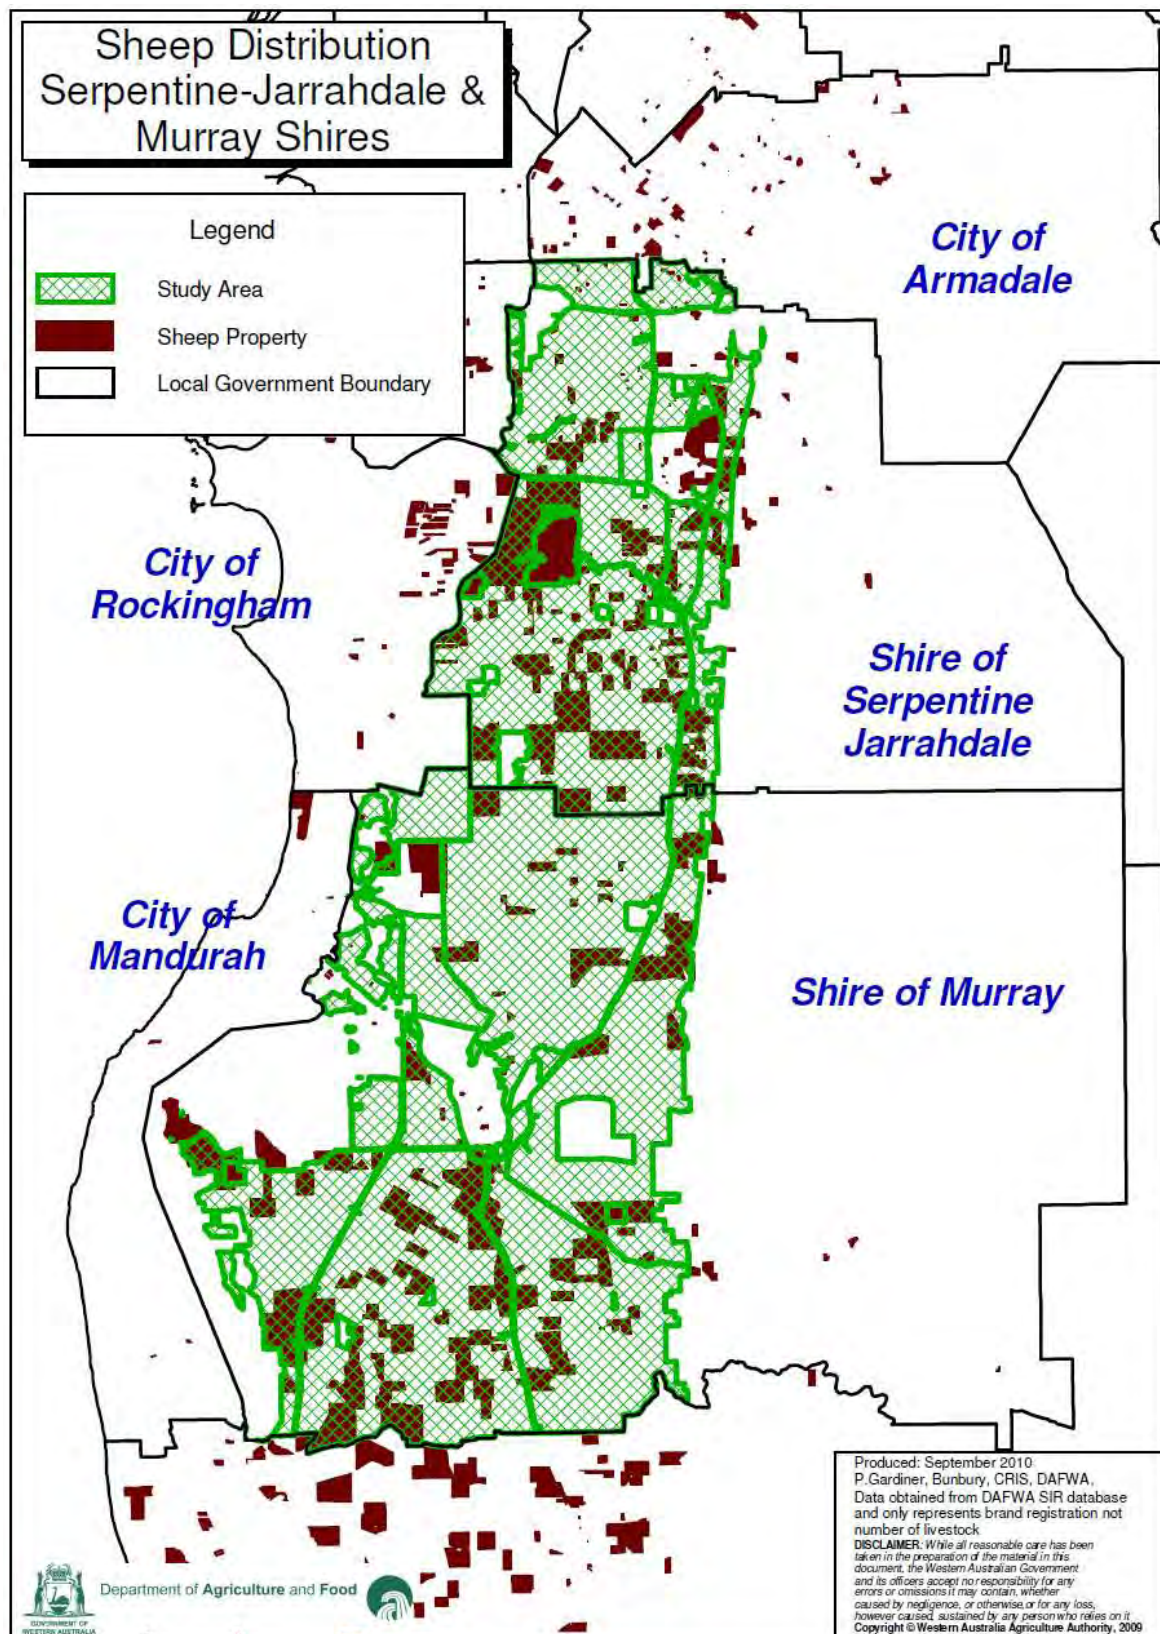 Sheep Distribution
Serpentine-Jarrahdale &
Murray Shires
Legend
Study Area
Sheep Property
Local Government Boundary
City of
Armadale
City of
Rockingham
Shire of
Serpentine
Jarrahdale
City of
Mandurah
Shire of Murray
Produced: September 2010
P.Gardiner, Bunbury, CRIS, DAFWA,
Data obtained from DAFWA SIR database
and only represents brand registration not
number of livestock
DISCLAIMER: While all reasonable care has been
taken in the preparation of the material in this
document, the Western Australian Government
and its officers accept no responsibility for any
errors or omissions it may contain, whether
caused by negligence, or otherwise, or for any loss,
however caused, sustained by any person who relies on it
Copyright © Western Australia Agriculture Authority, 2009
Department of Agriculture and Food
GOVERNMENT OF
WESTERN AUSTRALIA